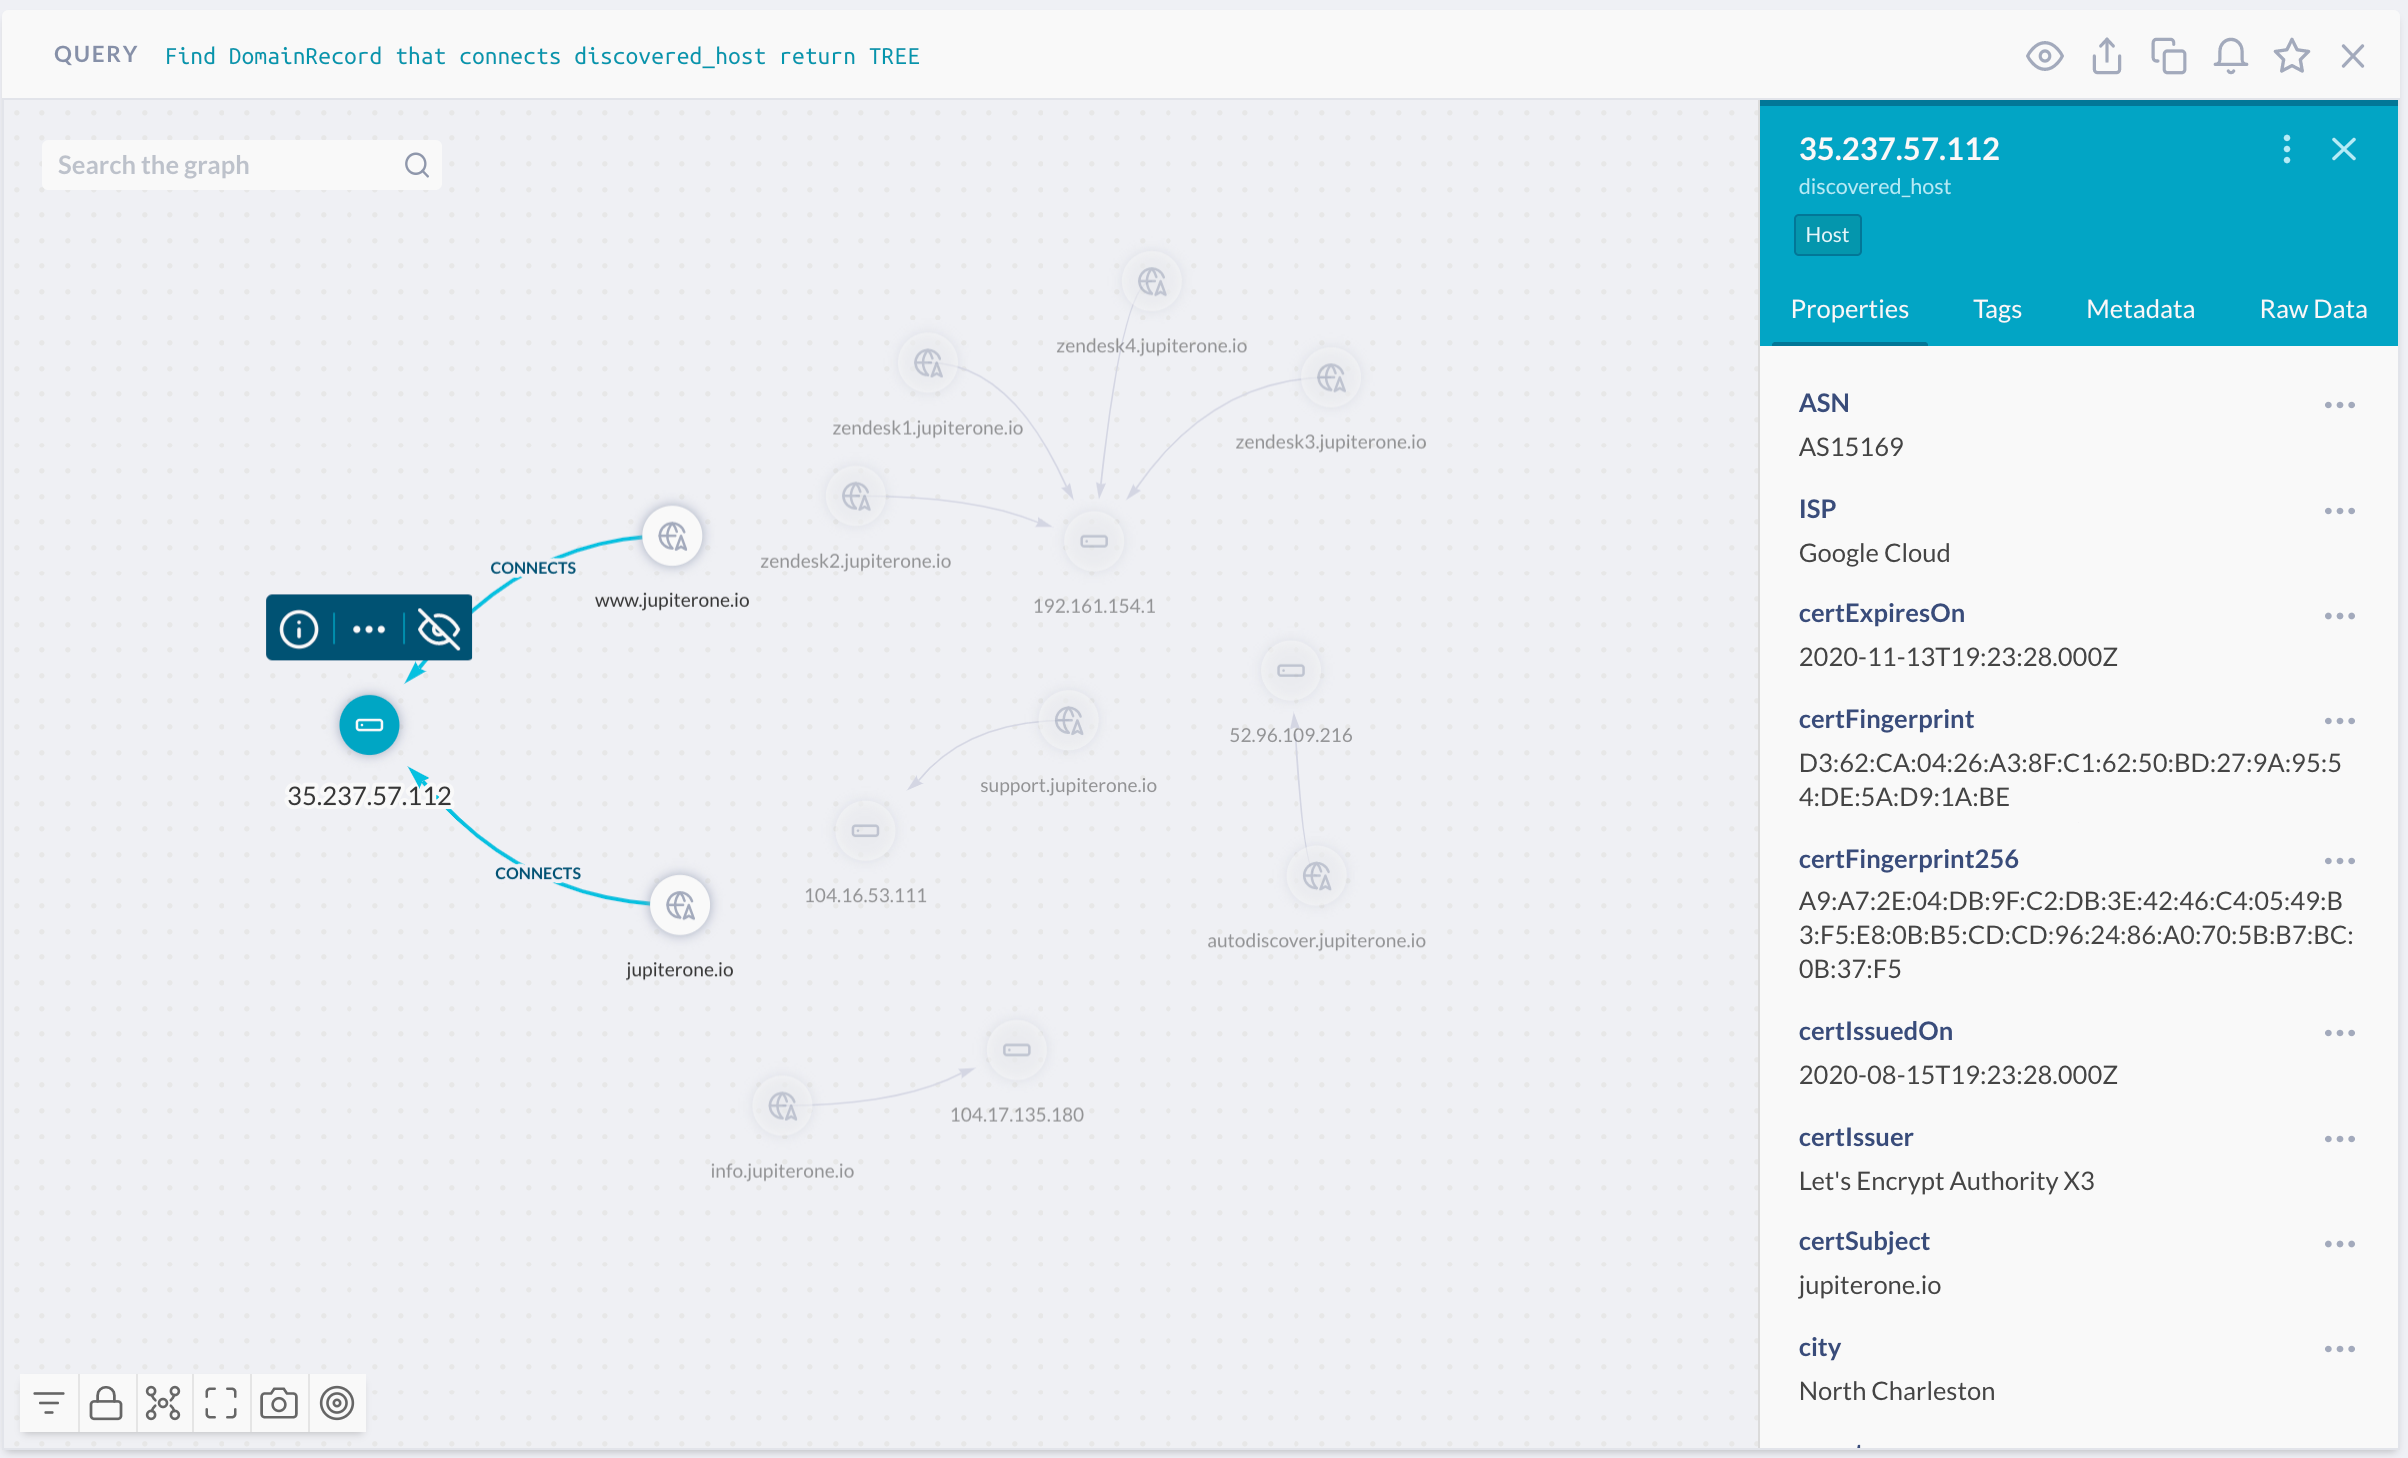 QUERY Find DomainRecord that connects discovered_host return TREE
Search the graph
zendesk4.jupiterone.io
zendesk1.jupiterone.io
zendesk3.jupiterone.io
zendesk2.jupiterone.io
192.161.154.1
CONNECTS
www.jupiterone.io
52.96.109.216
support.jupiterone.io
35.237.57.112
CONNECTS
104.16.53.111
autodiscover.jupiterone.io
jupiterone.io
104.17.135.180
info.jupiterone.io
35.237.57.112
discovered_host
Host
Properties Tags Metadata Raw Data
ASN
AS15169
ISP
Google Cloud
certExpiresOn
2020-11-13T19:23:28.000Z
certFingerprint
D3:62:CA:04:26:A3:8F:C1:62:50:BD:27:9A:95:5
4:DE:5A:D9:1A:BE
certFingerprint256
A9:A7:2E:04:DB:9F:C2:DB:3E:42:46:C4:05:49:B
3:F5:E8:0B:B5:CD:CD:96:24:86:A0:70:5B:B7:BC:
0B:37:F5
certIssuedOn
2020-08-15T19:23:28.000Z
certIssuer
Let's Encrypt Authority X3
certSubject
jupiterone.io
city
North Charleston